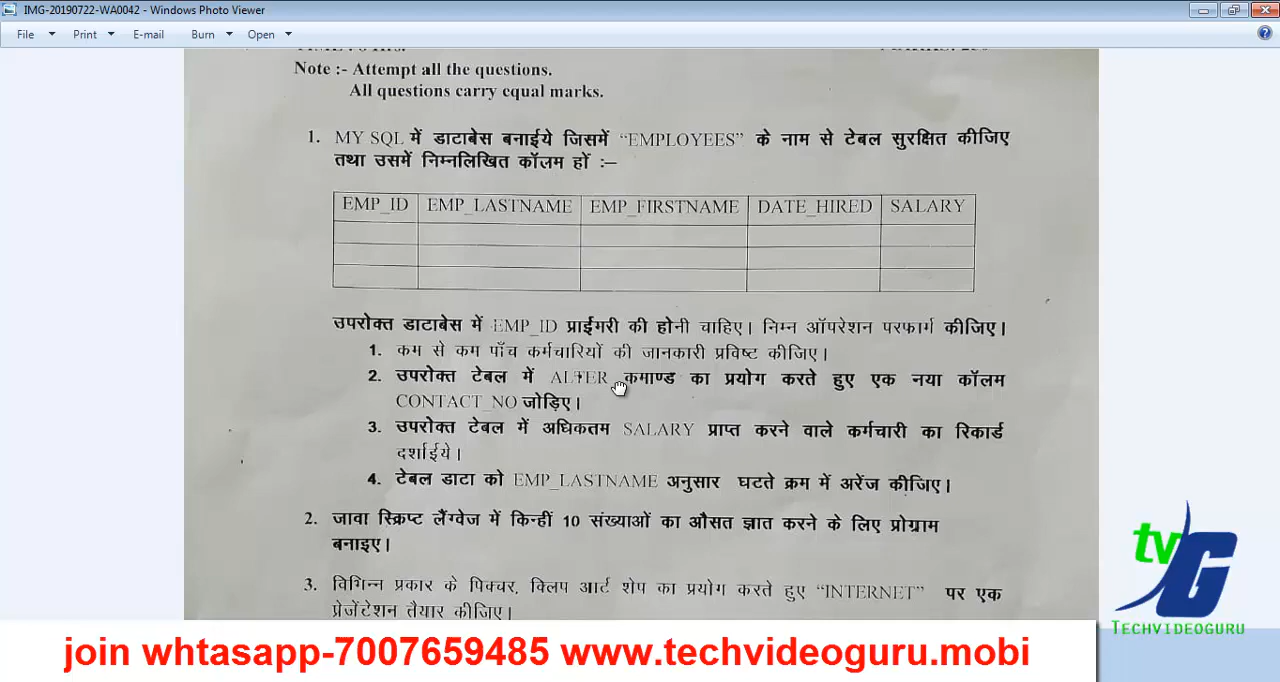 IMG-20190722-WA0042 - Windows Photo Viewer
File Print E-mail Burn Open
Note :- Attempt all the questions.
All questions carry equal marks.
1. MY SQL में डाटाबेस बनाईये जिसमें “EMPLOYEES” के नाम से टेबल सुरक्षित कीजिए
तथा उसमें निम्नलिखित कॉलम हों :–
EMP_ID EMP_LASTNAME EMP_FIRSTNAME DATE_HIRED SALARY
उपरोक्त डाटाबेस में EMP_ID प्राईमरी की होनी चाहिए। निम्न ऑपरेशन परफार्म कीजिए।
1. कम से कम पाँच कर्मचारियों की जानकारी प्रविष्ट कीजिए।
2. उपरोक्त टेबल में ALTER कमाण्ड का प्रयोग करते हुए एक नया कॉलम
CONTACT_NO जोड़िए।
3. उपरोक्त टेबल में अधिकतम SALARY प्राप्त करने वाले कर्मचारी का रिकार्ड
दर्शाईये।
4. टेबल डाटा को EMP_LASTNAME अनुसार घटते क्रम में अरेंज कीजिए।
2. जावा स्क्रिप्ट लैंग्वेज में किन्हीं 10 संख्याओं का औसत ज्ञात करने के लिए प्रोग्राम
बनाइए।
3. विभिन्न प्रकार के पिक्चर, क्लिप आर्ट शेप का प्रयोग करते हुए “INTERNET” पर एक
प्रेजेंटेशन तैयार कीजिए।
tvG
TECHVIDEOGURU
join whtasapp-7007659485 www.techvideoguru.mobi